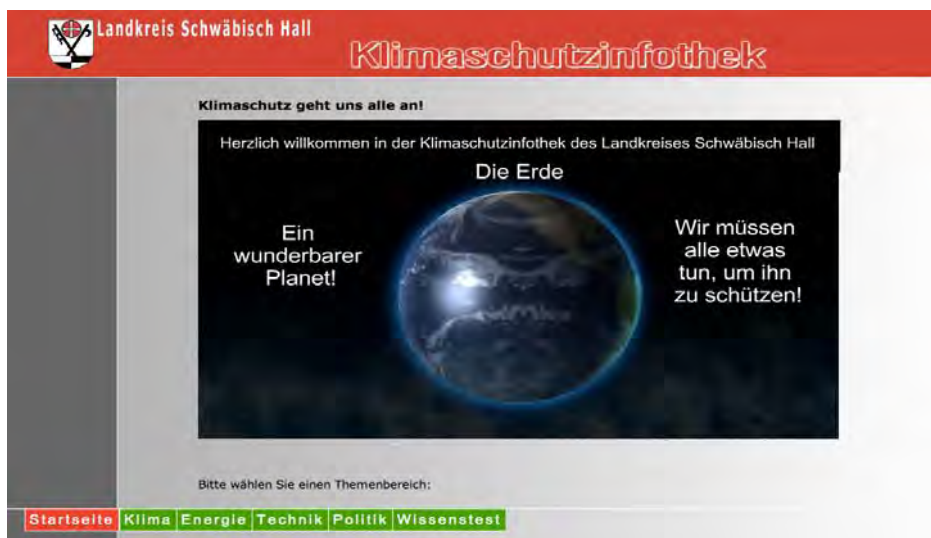 Landkreis Schwäbisch Hall
Klimaschutzinfothek
Klimaschutz geht uns alle an!
Herzlich willkommen in der Klimaschutzinfothek des Landkreises Schwäbisch Hall
Die Erde
Ein
wunderbarer
Planet!
Wir müssen
alle etwas
tun, um ihn
zu schützen!
Bitte wählen Sie einen Themenbereich:
Startseite Klima Energie Technik Politik Wissenstest